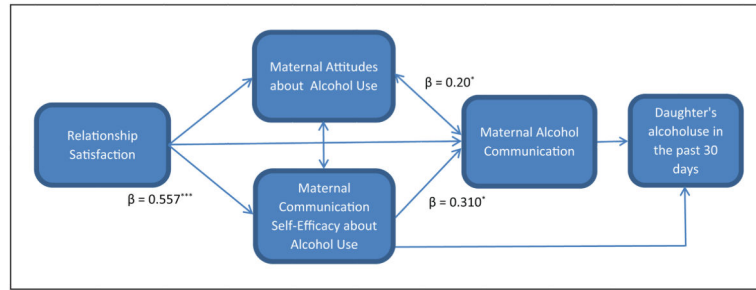 Maternal Attitudes
about  Alcohol Use
β = 0.20*
Relationship
Satisfaction
Maternal Alcohol
Communication
Daughter's
alcoholuse in
the past 30
days
β = 0.557***
Maternal
Communication
Self-Efficacy about
Alcohol Use
β = 0.310*